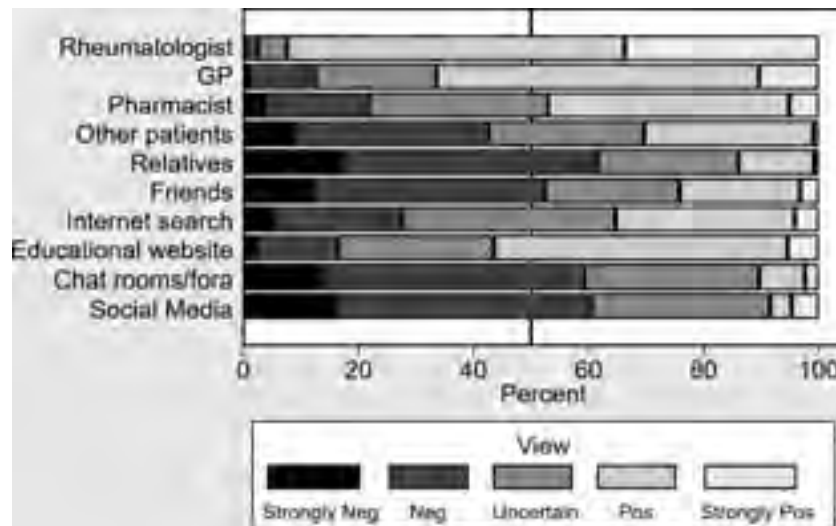 Rheumatologist
GP
Pharmacist
Other patients
Relatives
Friends
Internet search
Educational website
Chat rooms/fora
Social Media
0 20 40 60 80 100
Percent
View
Strongly Neg Neg Uncertain Pos Strongly Pos